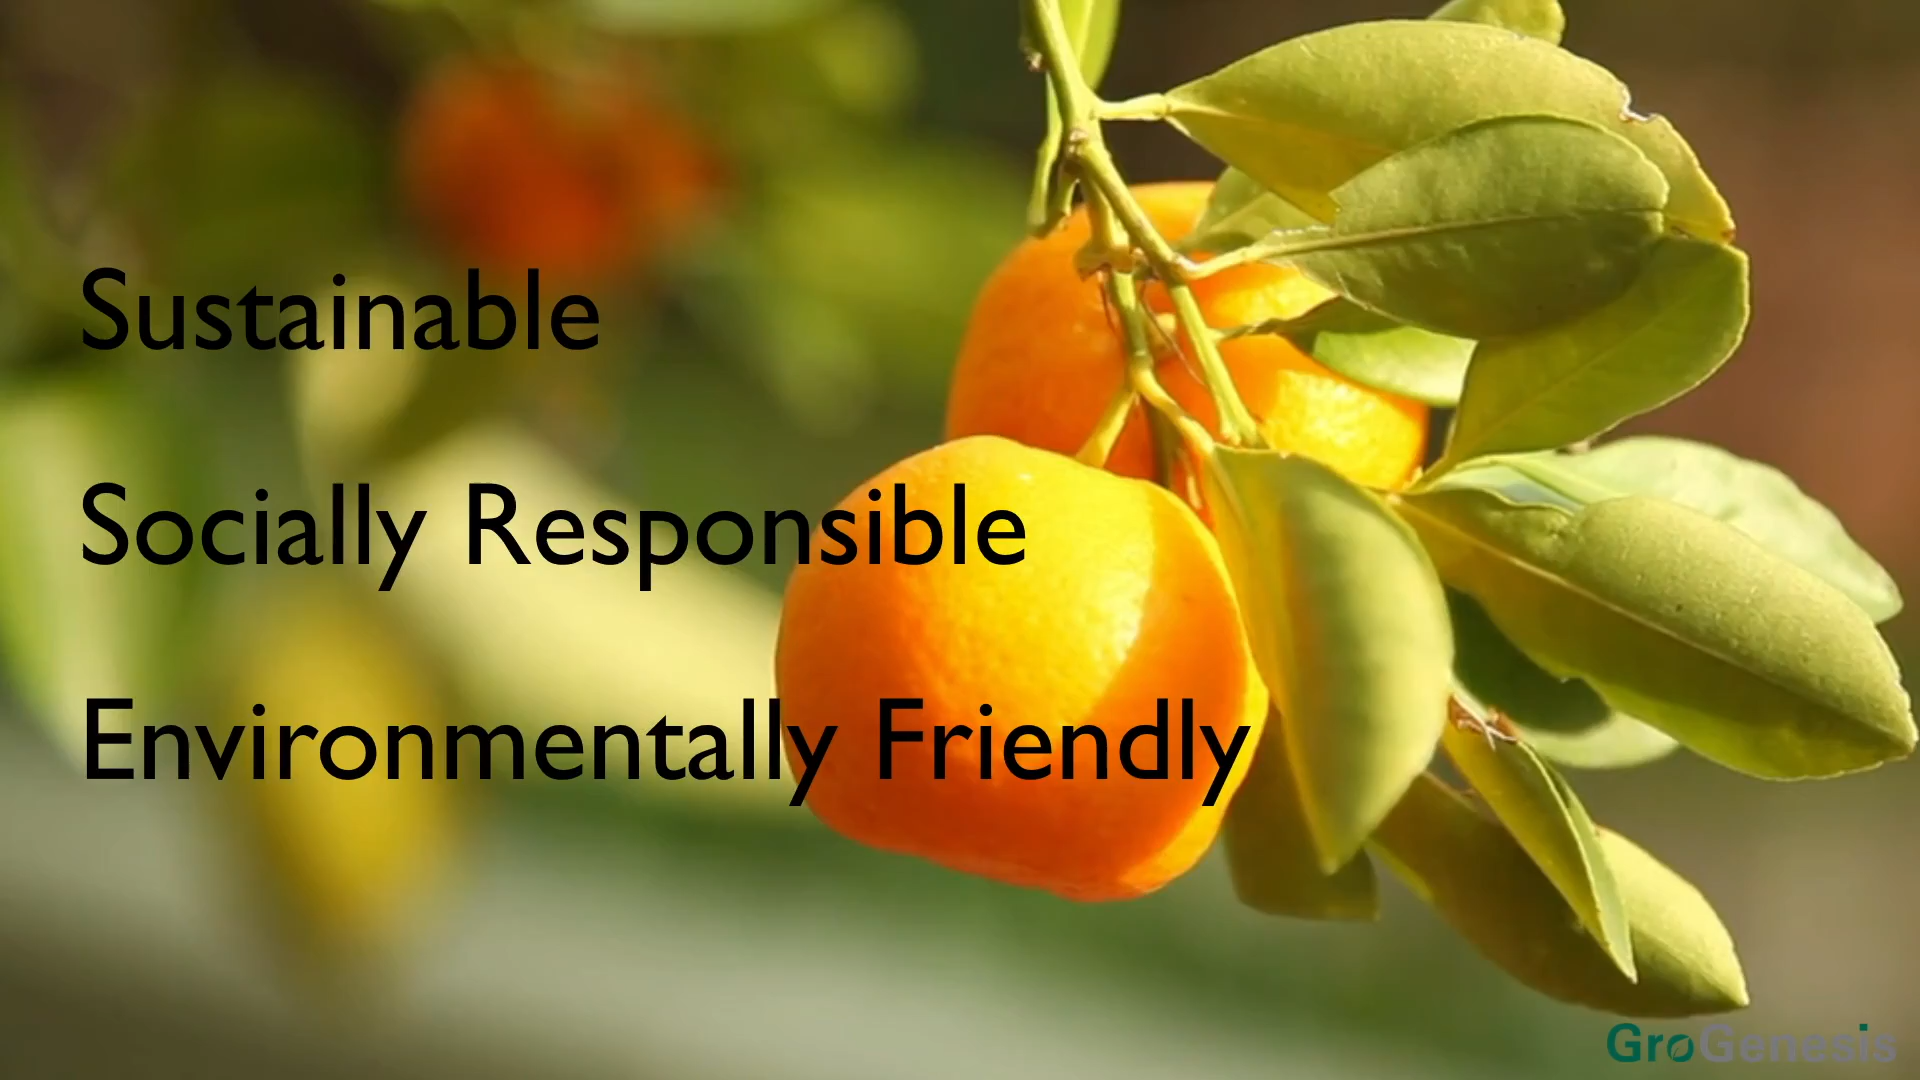 Sustainable
Socially Responsible
Environmentally Friendly
GroGenesis